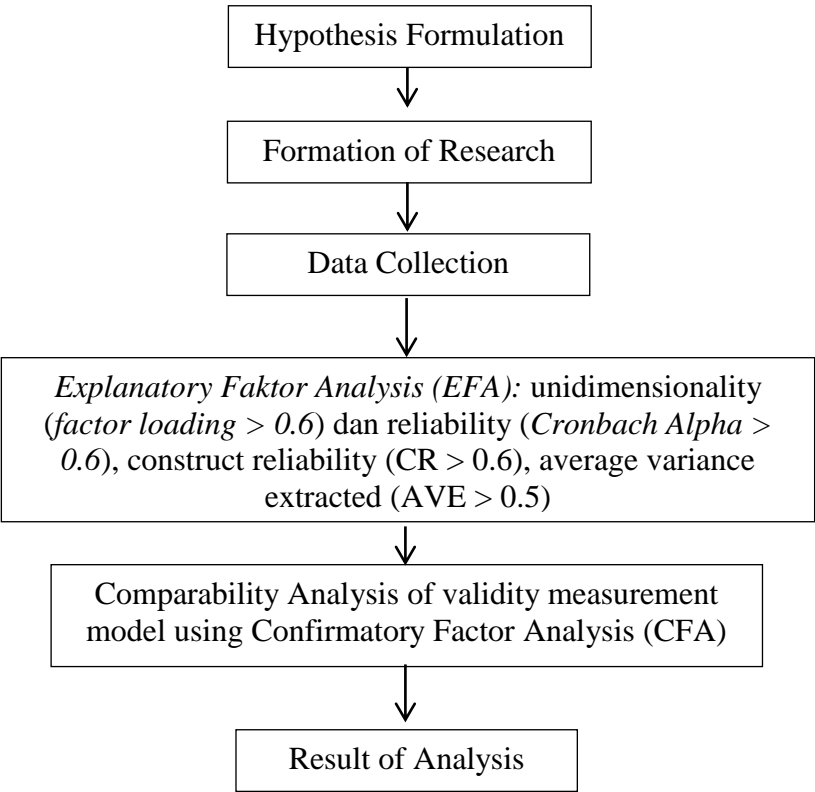 Hypothesis Formulation
Formation of Research
Data Collection
Explanatory Faktor Analysis (EFA): unidimensionality
(factor loading > 0.6) dan reliability (Cronbach Alpha >
0.6), construct reliability (CR > 0.6), average variance
extracted (AVE > 0.5)
Comparability Analysis of validity measurement
model using Confirmatory Factor Analysis (CFA)
Result of Analysis